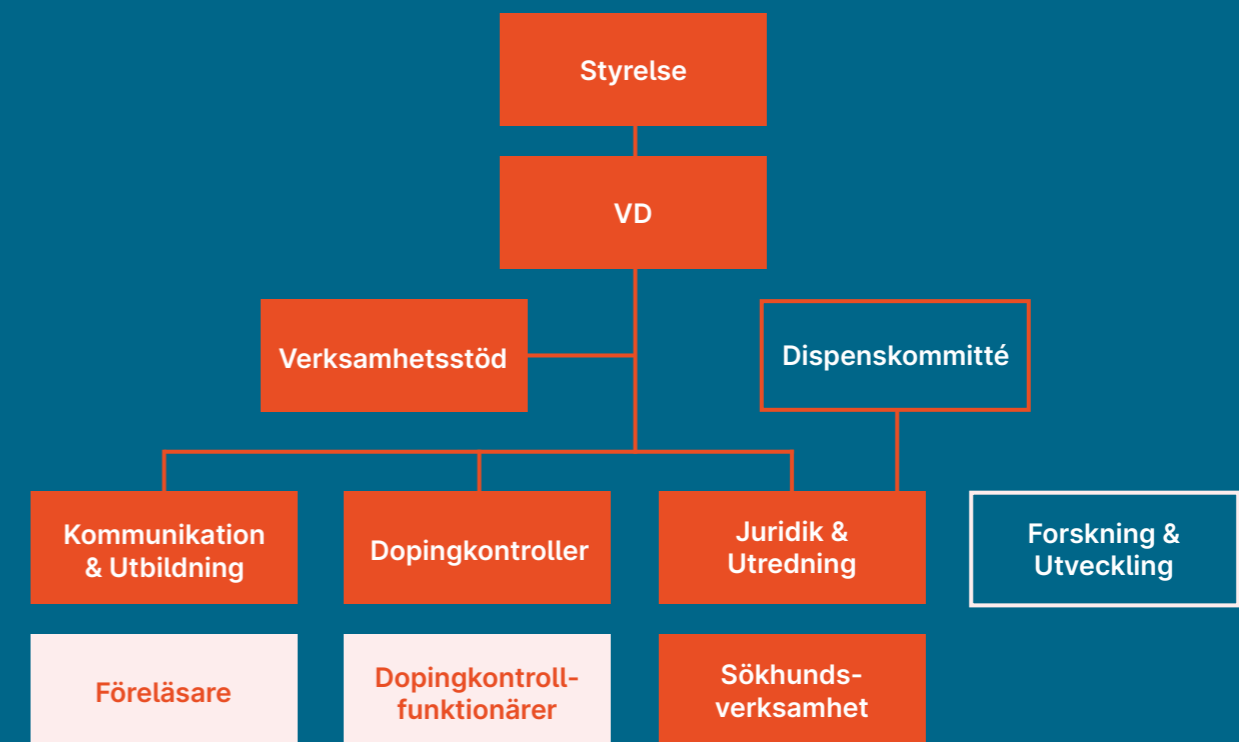 Styrelse
VD
Verksamhetsstöd
Dispenskommitté
Kommunikation
& Utbildning
Dopingkontroller
Juridik &
Utredning
Forskning &
Utveckling
Föreläsare
Dopingkontroll-
funktionärer
Sökhunds-
verksamhet